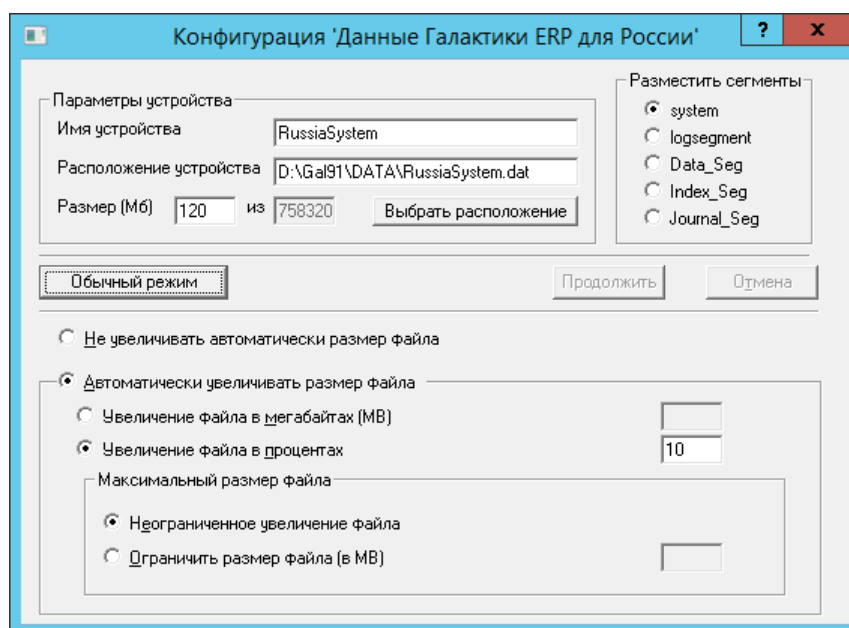 Конфигурация 'Данные Галактики ERP для России'
?
x
Параметры устройства
Имя устройства
RussiaSystem
Расположение устройства
D:\Gal91\DATA\RussiaSystem.dat
Размер (Мб)
120
из
758320
Выбрать расположение
Разместить сегменты
system
logsegment
Data_Seg
Index_Seg
Journal_Seg
Обычный режим
Продолжить
Отмена
Не увеличивать автоматически размер файла
Автоматически увеличивать размер файла
Увеличение файла в мегабайтах (MB)
Увеличение файла в процентах
10
Максимальный размер файла
Неограниченное увеличение файла
Ограничить размер файла (в MB)